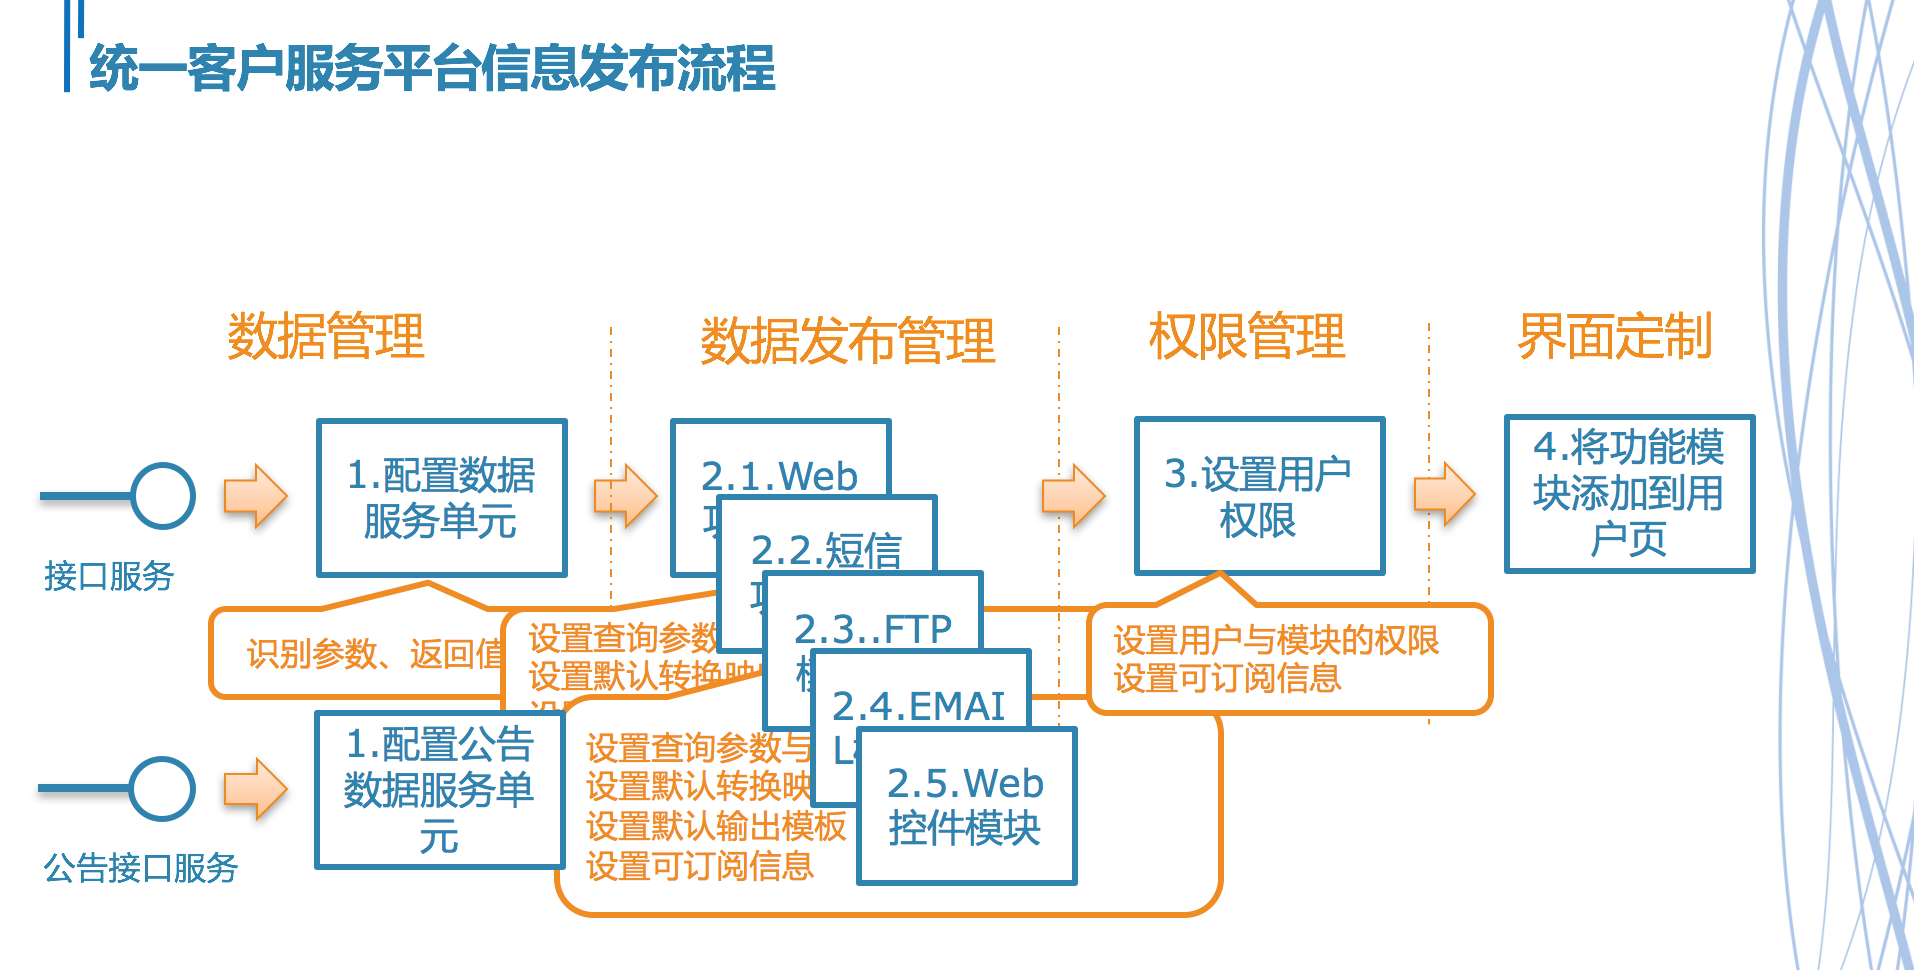 统一客户服务平台信息发布流程
数据管理
数据发布管理
权限管理
界面定制
接口服务
1.配置数据
服务单元
2.1.Web
2.2.短信
2.3..FTP
2.4.EMAI
L
2.5.Web
控件模块
3.设置用户
权限
4.将功能模
块添加到用
户页
识别参数、返回值
设置查询参数
设置默认转换映
设置用户与模块的权限
设置可订阅信息
公告接口服务
1.配置公告
数据服务单
元
设置查询参数与
设置默认转换映
设置默认输出模板
设置可订阅信息